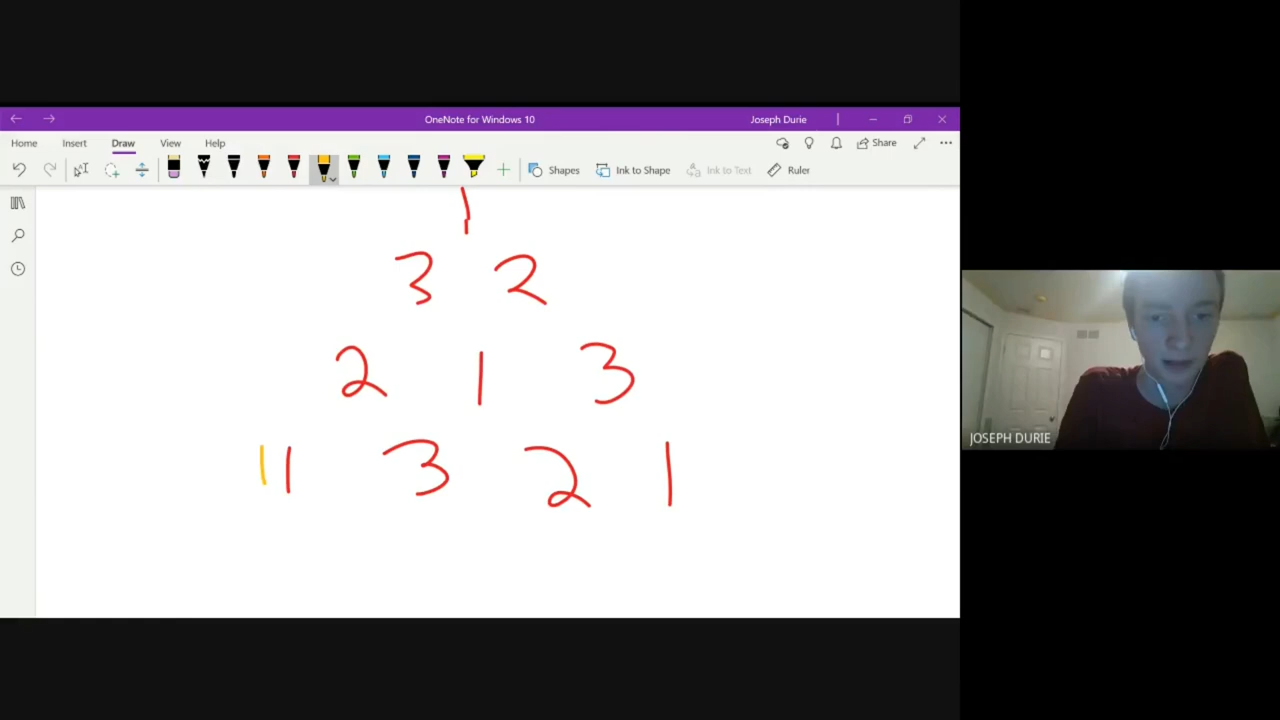 OneNote for Windows 10 Joseph Durie
Home Insert Draw View Help Share
Shapes Ink to Shape Ink to Text Ruler
1
3 2
2 1 3
1 1 3 2 1
JOSEPH DURIE